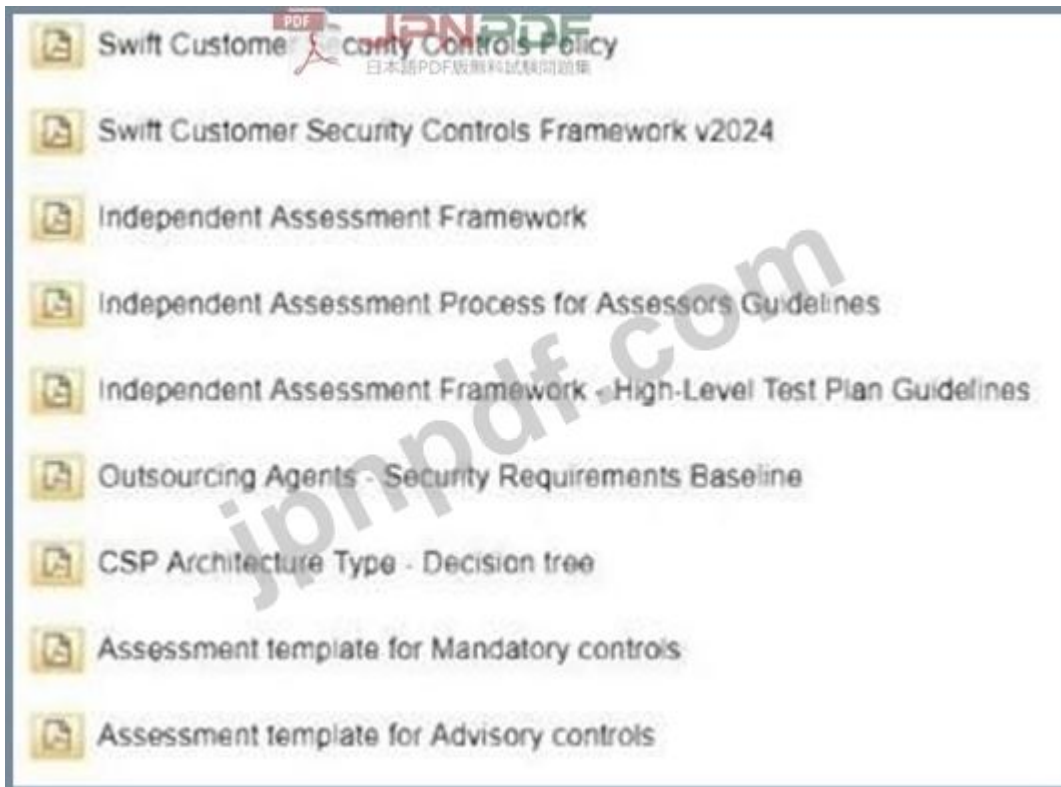 PDF
JPNPDF
日本語PDF版無料試験問題集
Swift Customer Security Controls Policy
Swift Customer Security Controls Framework v2024
Independent Assessment Framework
Independent Assessment Process for Assessors Guidelines
Independent Assessment Framework - High-Level Test Plan Guidelines
Outsourcing Agents - Security Requirements Baseline
CSP Architecture Type - Decision tree
Assessment template for Mandatory controls
Assessment template for Advisory controls
jpnpdf.com